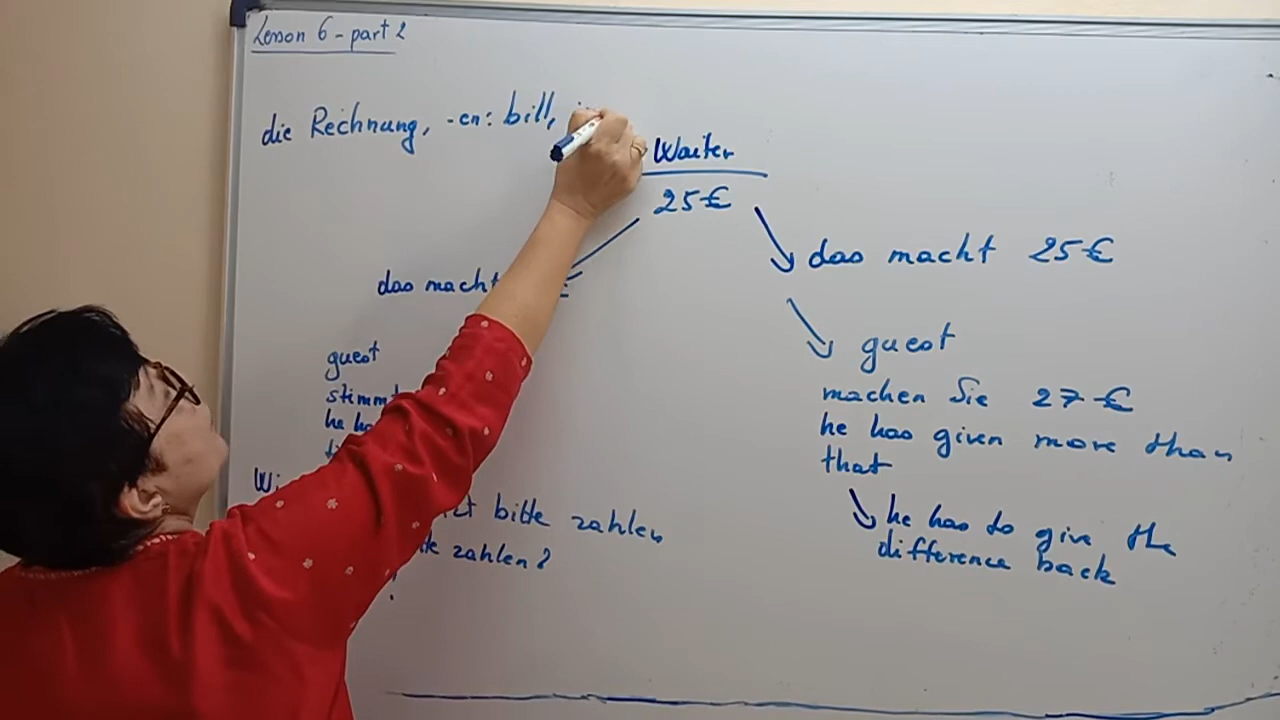 Lesson 6 - part 2
die Rechnung, -en: bill,
Waiter
25€
das macht
das macht 25€
guest
guest
machen Sie 27€
he has given more than
that
he has to give the
difference back
bitte zahlen
zahlen?